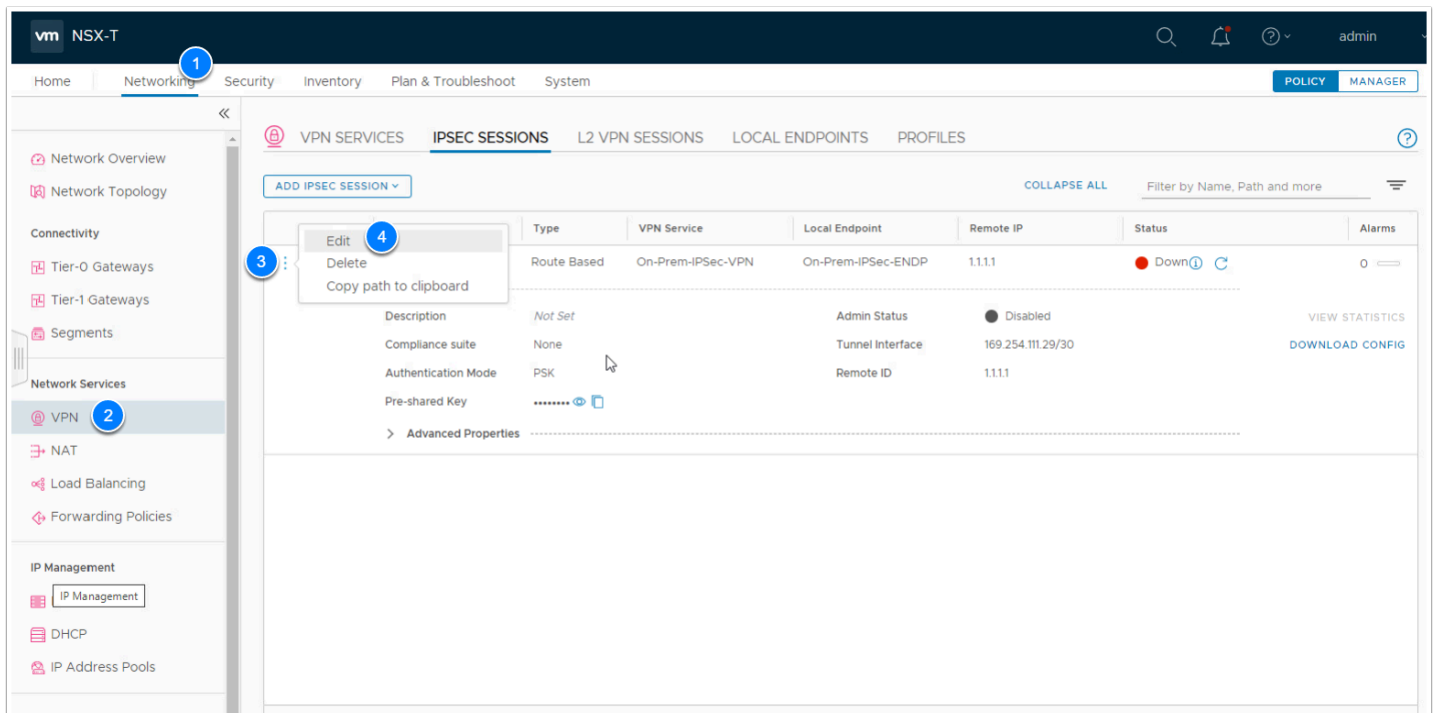 vm NSX-T
admin
1
Home Networking Security Inventory Plan & Troubleshoot System
POLICY MANAGER
VPN SERVICES IPSEC SESSIONS L2 VPN SESSIONS LOCAL ENDPOINTS PROFILES
Network Overview
Network Topology
Connectivity
Tier-0 Gateways
Tier-1 Gateways
Segments
Network Services
VPN 2
NAT
Load Balancing
Forwarding Policies
IP Management
IP Management
DHCP
IP Address Pools
ADD IPSEC SESSION
COLLAPSE ALL
Filter by Name, Path and more
Type VPN Service Local Endpoint Remote IP Status Alarms
Edit 4
3
Delete
Copy path to clipboard
Route Based On-Prem-IPSec-VPN On-Prem-IPSec-ENDP 1.1.1.1 Down 0
Description Not Set Admin Status Disabled VIEW STATISTICS
Compliance suite None Tunnel Interface 169.254.111.29/30 DOWNLOAD CONFIG
Authentication Mode PSK Remote ID 1.1.1.1
Pre-shared Key ••••••••
Advanced Properties